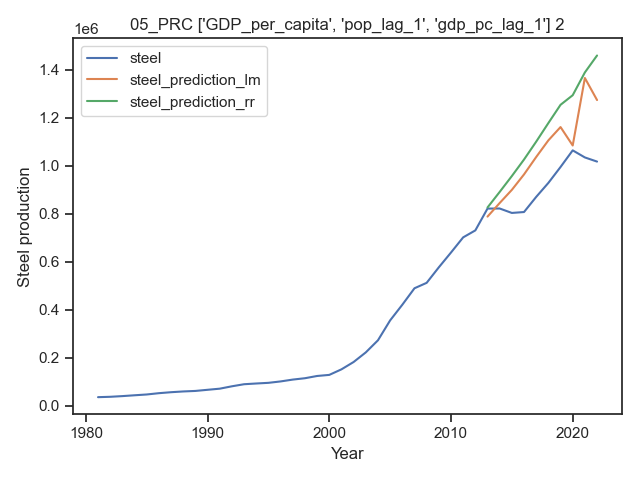 05_PRC ['GDP_per_capita', 'pop_lag_1', 'gdp_pc_lag_1'] 2
1e6
steel
steel_prediction_lm
steel_prediction_rr
1.4
1.2
1.0
0.8
0.6
0.4
0.2
0.0
Steel production
1980
1990
2000
2010
2020
Year